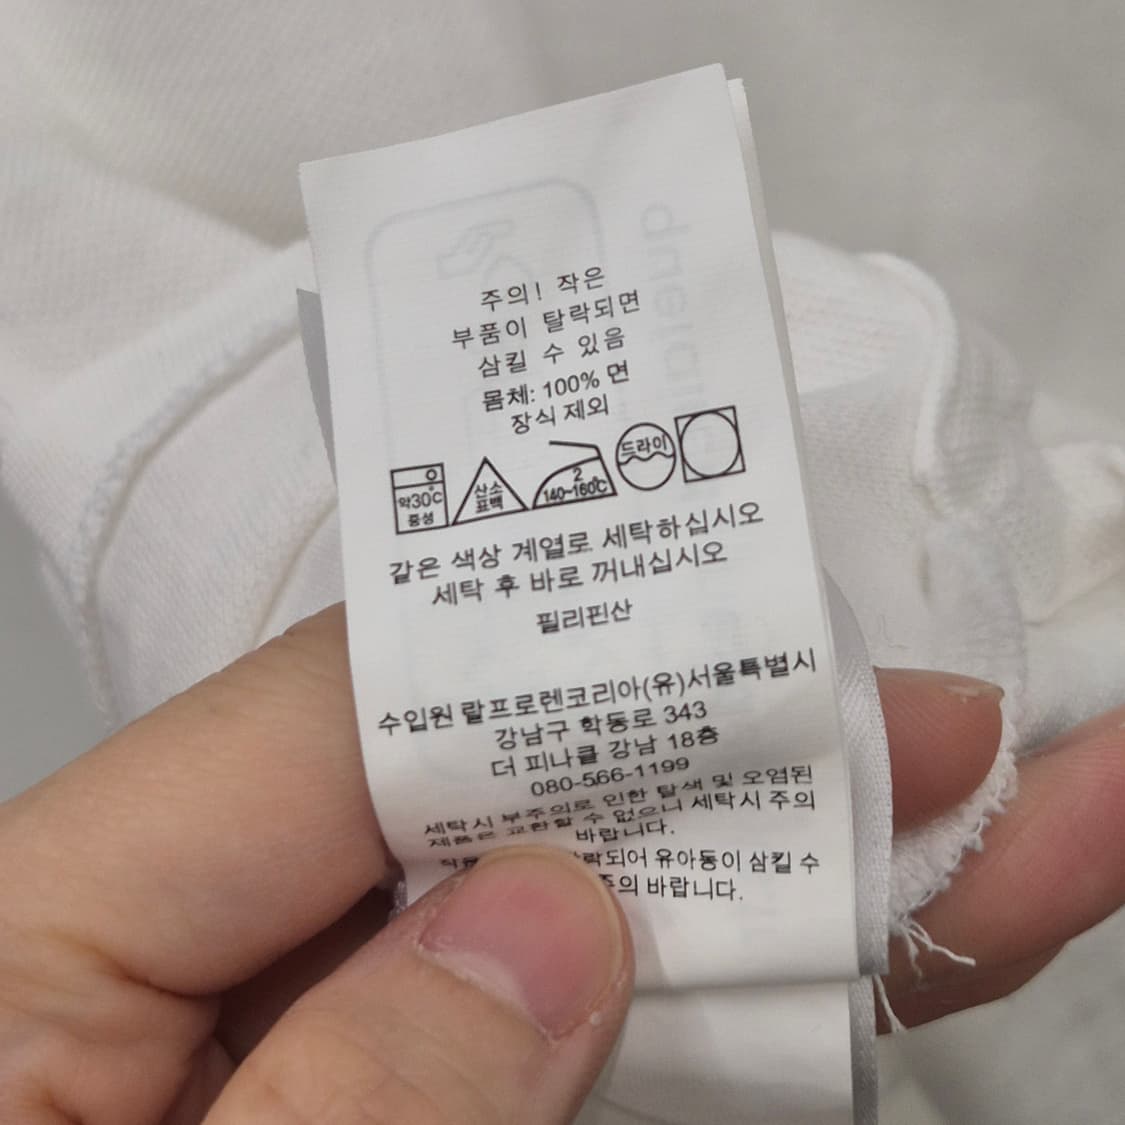 주의! 작은
부품이 탈락되면
삼킬 수 있음
몸체: 100% 면
장식 제외
약30℃
중성
산소
표백
2
140~160℃
드라이
같은 색상 계열로 세탁하십시오
세탁 후 바로 꺼내십시오
필리핀산
수입원 랄프로렌코리아(유)서울특별시
강남구 학동로 343
더 피나클 강남 18층
080-566-1199
세탁시 부주의로 인한 탈색 및 오염된
제품은 교환할 수 없으니 세탁시 주의
바랍니다.
탈락되어 유아동이 삼킬 수
주의 바랍니다.